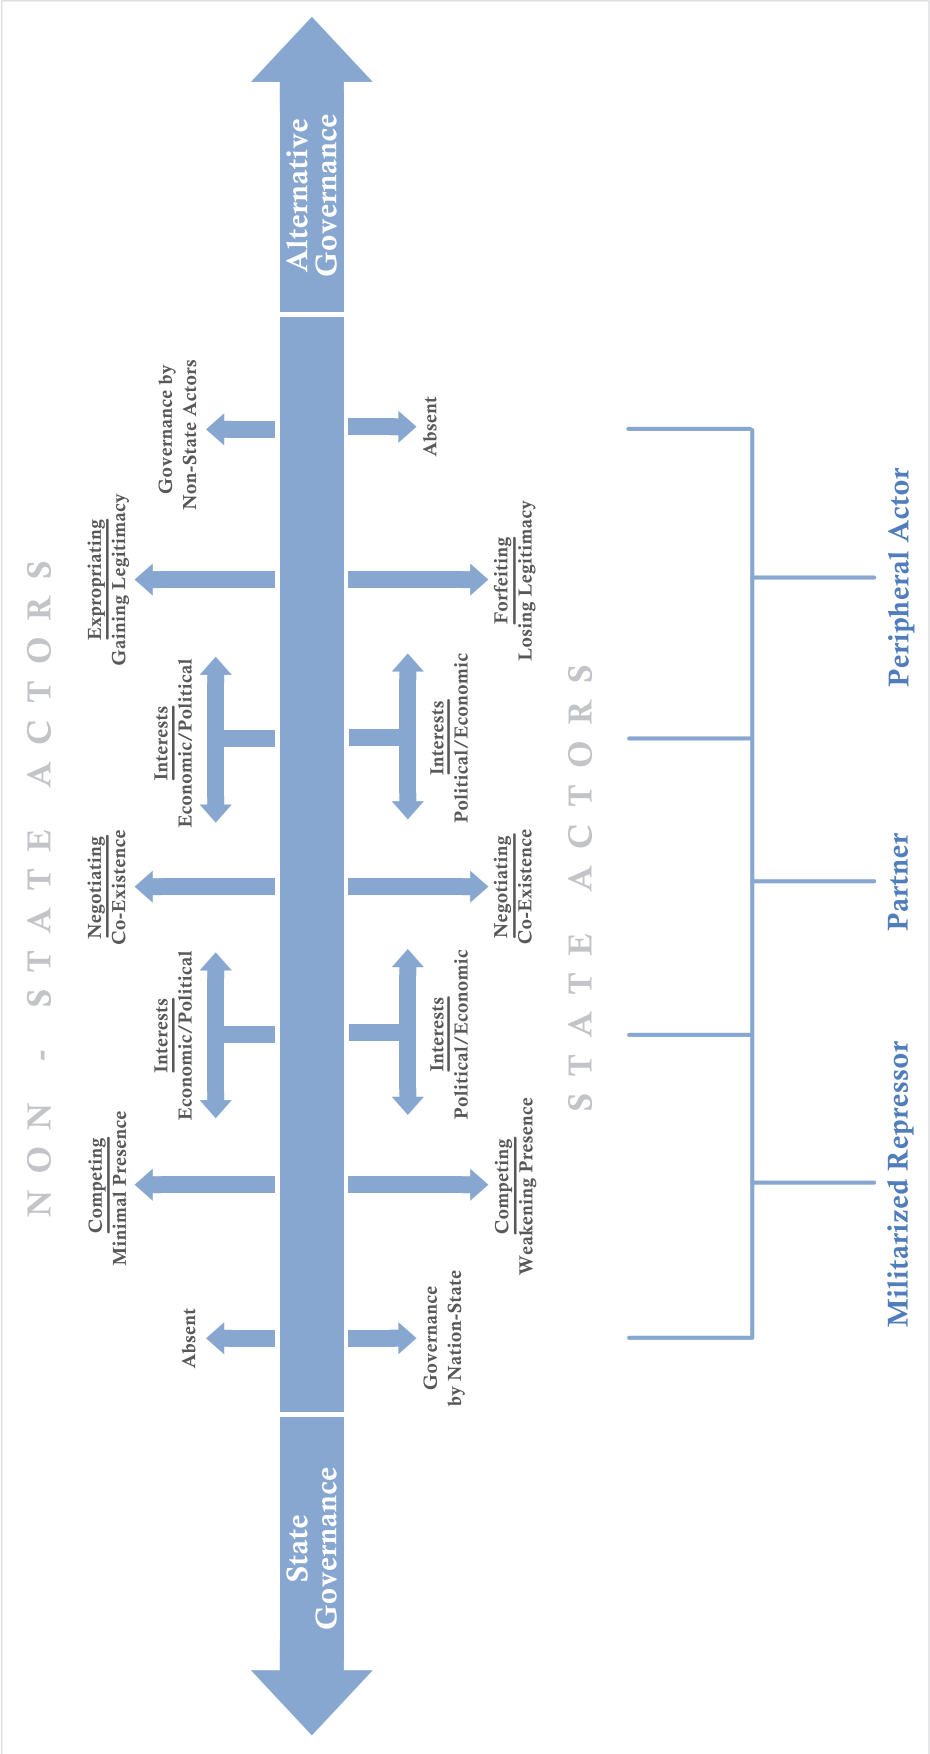 NON - STATE ACTORS
Absent
Competing
Minimal Presence
Interests
Economic/Political
Negotiating
Co-Existence
Interests
Economic/Political
Expropriating
Gaining Legitimacy
Governance by
Non-State Actors
State
Governance
Alternative
Governance
Governance
by Nation-State
Competing
Weakening Presence
Interests
Political/Economic
Negotiating
Co-Existence
Interests
Political/Economic
Forfeiting
Losing Legitimacy
Absent
STATE ACTORS
Militarized Repressor
Partner
Peripheral Actor